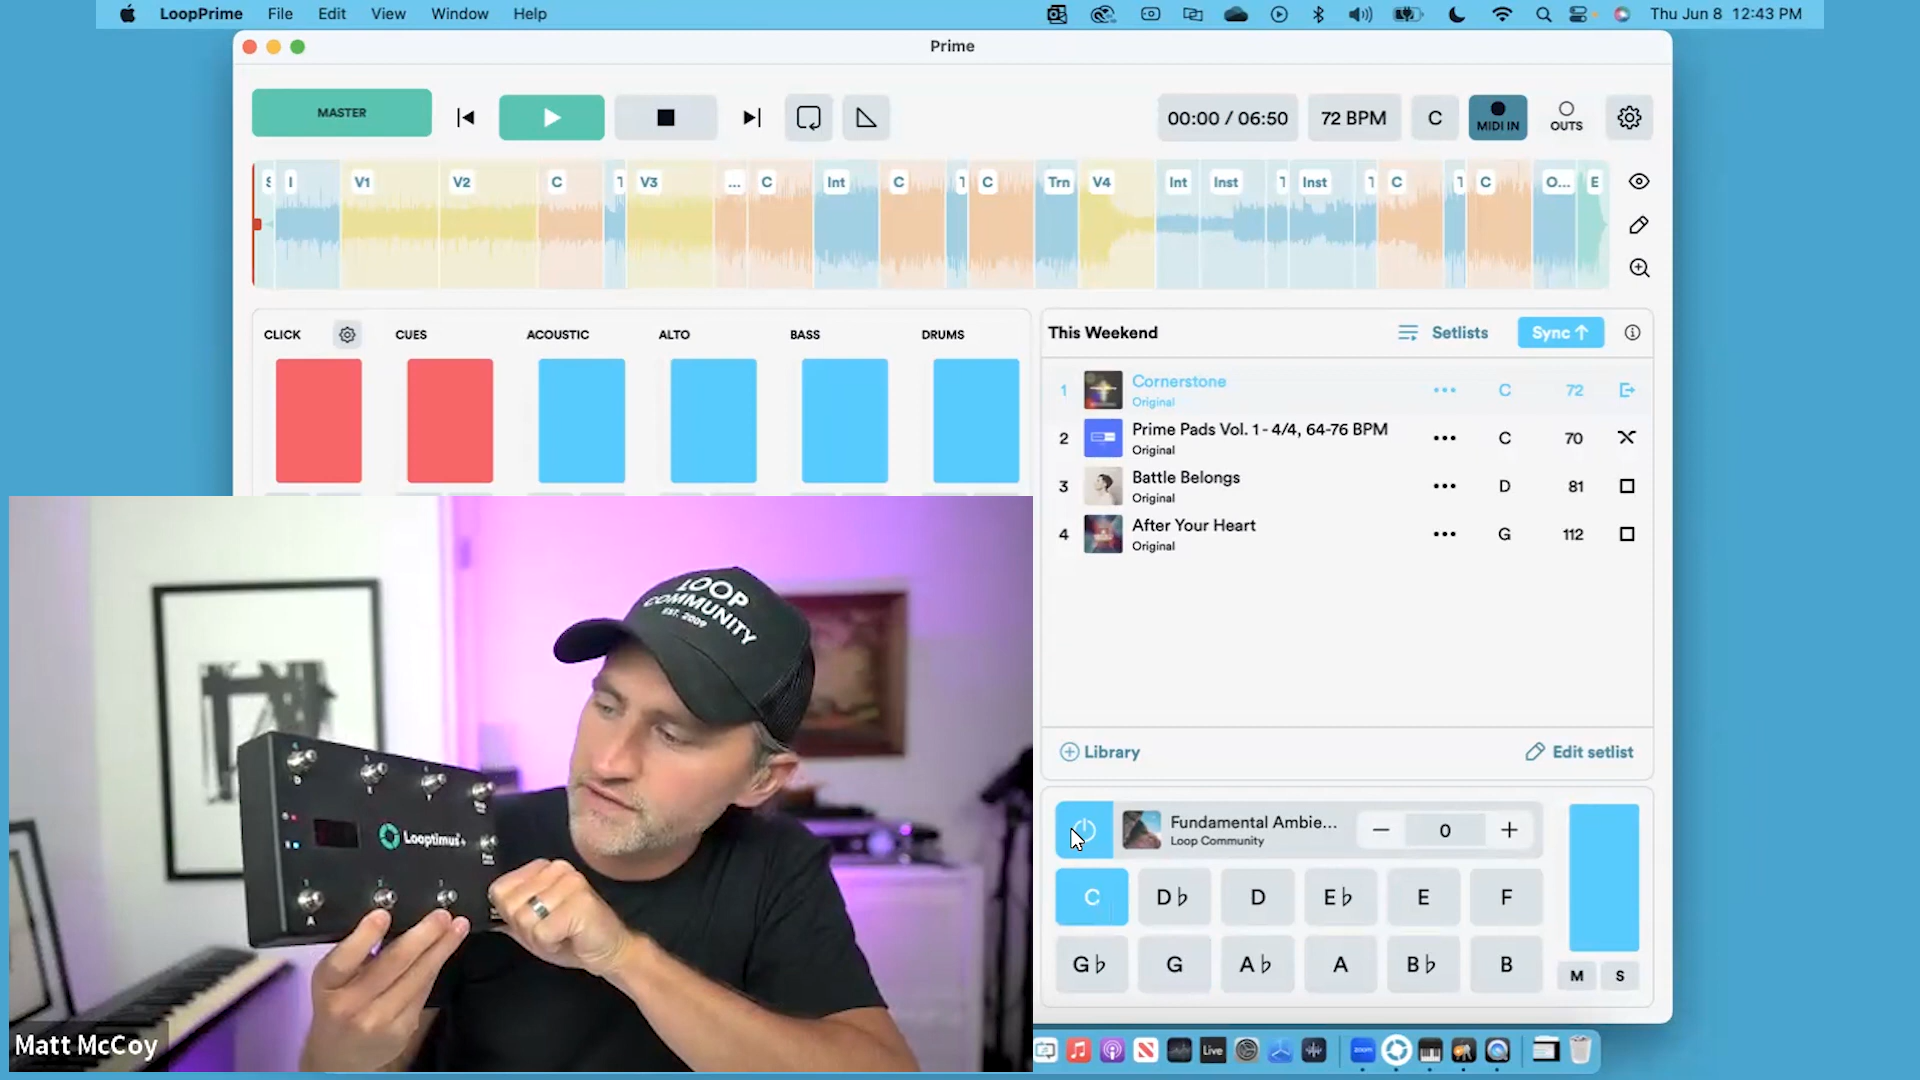 LoopPrime File Edit View Window Help
Thu Jun 8 12:43 PM
Prime
MASTER
00:00 / 06:50
72 BPM
C
MIDI IN
OUTS
I V1 V2 C V3 ... C Int C C Trn V4 Int Inst Inst C C O... E
CLICK CUES ACOUSTIC ALTO BASS DRUMS
This Weekend
Setlists
Sync
1 Cornerstone C 72
Original
2 Prime Pads Vol. 1 - 4/4, 64-76 BPM C 70
Original
3 Battle Belongs D 81
Original
4 After Your Heart G 112
Original
Library
Edit setlist
Fundamental Ambie...
Loop Community
0
C D♭ D E♭ E F
G♭ G A♭ A B♭ B
M S
LOOP
COMMUNITY
EST. 2009
Looptimus+
A
Matt McCoy
zoom
Live